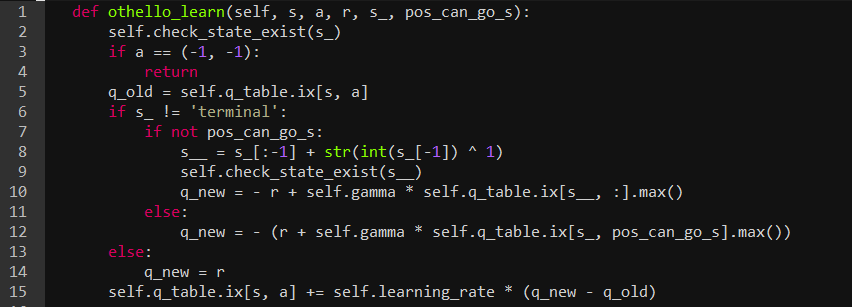 1 def othello_learn(self, s, a, r, s_, pos_can_go_s):
2 self.check_state_exist(s_)
3 if a == (-1, -1):
4 return
5 q_old = self.q_table.ix[s, a]
6 if s_ != 'terminal':
7 if not pos_can_go_s:
8 s__ = s_[:-1] + str(int(s_[-1]) ^ 1)
9 self.check_state_exist(s__)
10 q_new = - r + self.gamma * self.q_table.ix[s__, :].max()
11 else:
12 q_new = - (r + self.gamma * self.q_table.ix[s_, pos_can_go_s].max())
13 else:
14 q_new = r
15 self.q_table.ix[s, a] += self.learning_rate * (q_new - q_old)